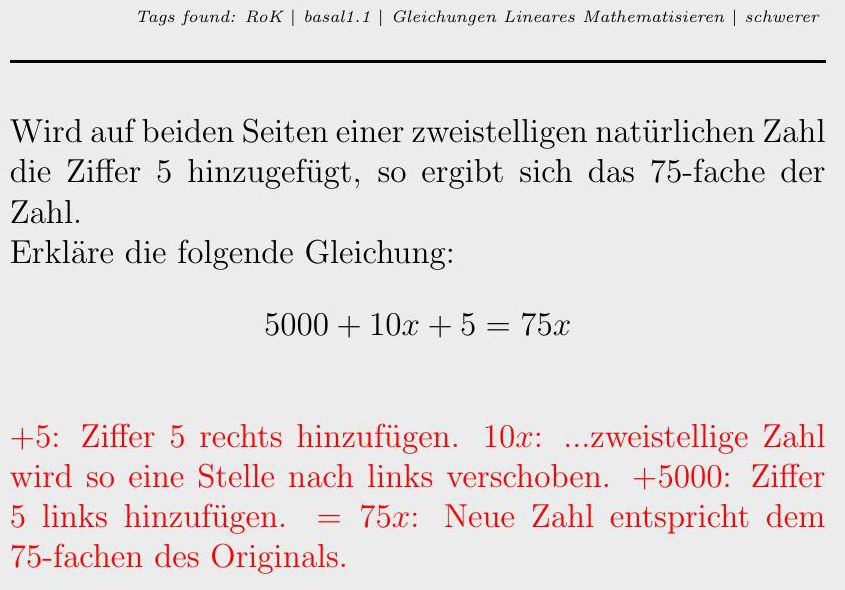 Tags found: RoK | basal1.1 | Gleichungen Lineares Mathematisieren | schwerer
Wird auf beiden Seiten einer zweistelligen natürlichen Zahl
die Ziffer 5 hinzugefügt, so ergibt sich das 75-fache der
Zahl.
Erkläre die folgende Gleichung:
5000 + 10x + 5 = 75x
+5: Ziffer 5 rechts hinzufügen. 10x: ...zweistellige Zahl
wird so eine Stelle nach links verschoben. +5000: Ziffer
5 links hinzufügen. = 75x: Neue Zahl entspricht dem
75-fachen des Originals.